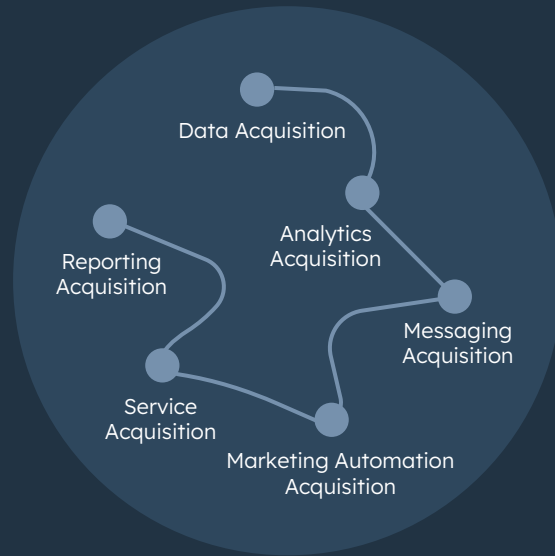 Data Acquisition
Analytics
Acquisition
Reporting
Acquisition
Messaging
Acquisition
Service
Acquisition
Marketing Automation
Acquisition